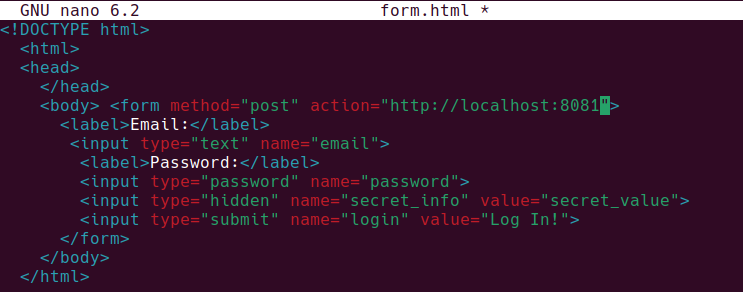 GNU nano 6.2 form.html *
<!DOCTYPE html>
<html>
<head>
</head>
<body> <form method="post" action="http://localhost:8081">
<label>Email:</label>
<input type="text" name="email">
<label>Password:</label>
<input type="password" name="password">
<input type="hidden" name="secret_info" value="secret_value">
<input type="submit" name="login" value="Log In!">
</form>
</body>
</html>